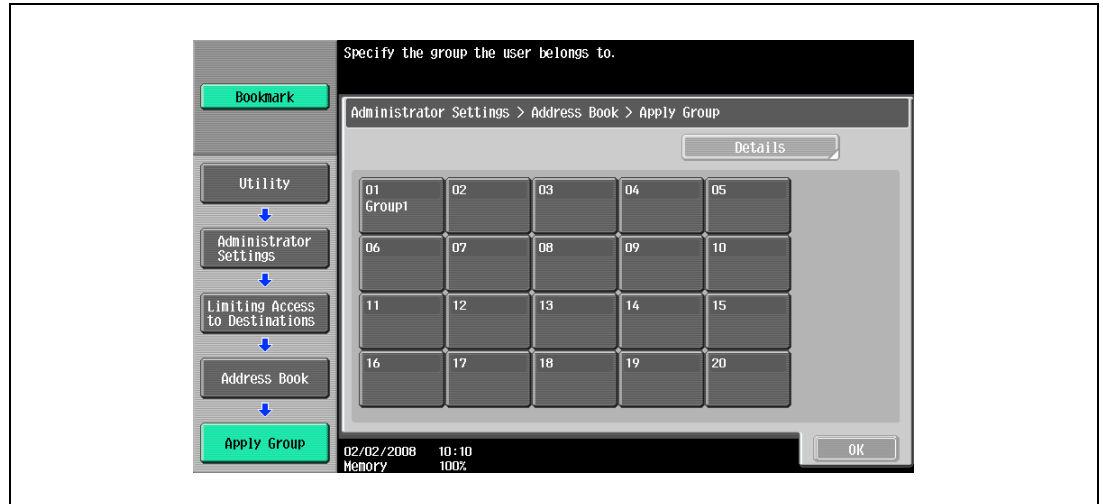 Specify the group the user belongs to.
Bookmark
Administrator Settings > Address Book > Apply Group
Details
Utility
Administrator
Settings
Limiting Access
to Destinations
Address Book
Apply Group
01
Group1
02
03
04
05
06
07
08
09
10
11
12
13
14
15
16
17
18
19
20
02/02/2008 10:10
Memory 100%
OK